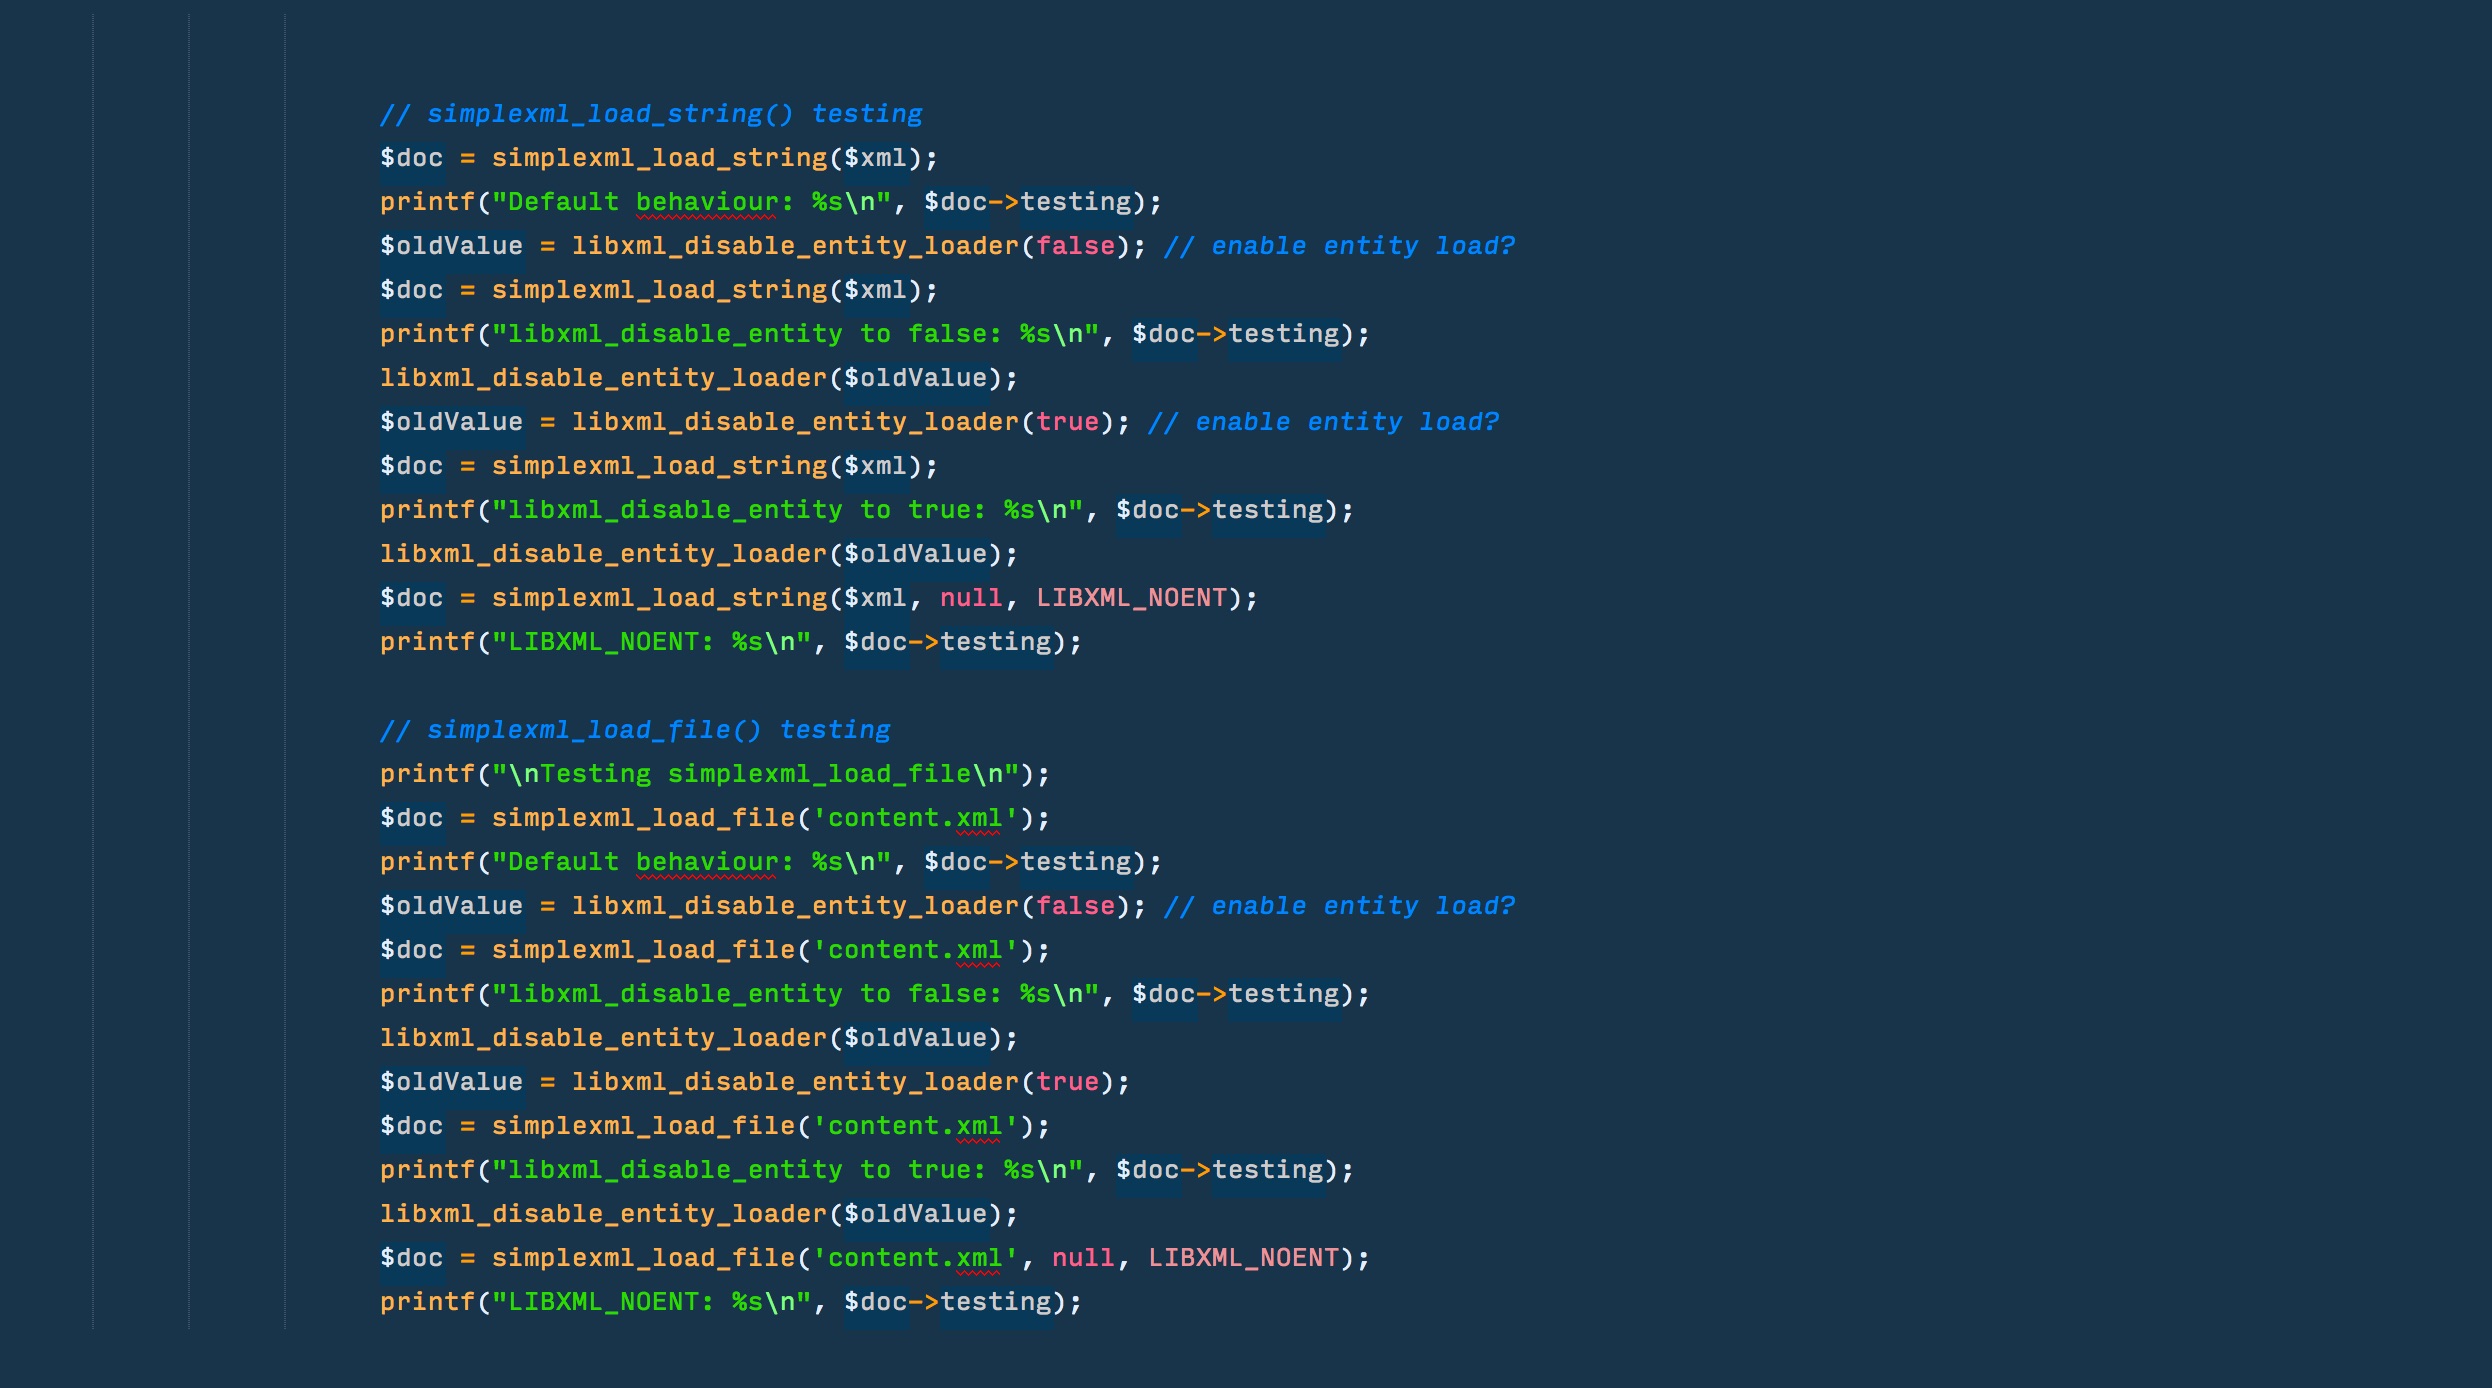 // simplexml_load_string() testing
$doc = simplexml_load_string($xml);
printf("Default behaviour: %s\n", $doc->testing);
$oldValue = libxml_disable_entity_loader(false); // enable entity load?
$doc = simplexml_load_string($xml);
printf("libxml_disable_entity to false: %s\n", $doc->testing);
libxml_disable_entity_loader($oldValue);
$oldValue = libxml_disable_entity_loader(true); // enable entity load?
$doc = simplexml_load_string($xml);
printf("libxml_disable_entity to true: %s\n", $doc->testing);
libxml_disable_entity_loader($oldValue);
$doc = simplexml_load_string($xml, null, LIBXML_NOENT);
printf("LIBXML_NOENT: %s\n", $doc->testing);
// simplexml_load_file() testing
printf("\nTesting simplexml_load_file\n");
$doc = simplexml_load_file('content.xml');
printf("Default behaviour: %s\n", $doc->testing);
$oldValue = libxml_disable_entity_loader(false); // enable entity load?
$doc = simplexml_load_file('content.xml');
printf("libxml_disable_entity to false: %s\n", $doc->testing);
libxml_disable_entity_loader($oldValue);
$oldValue = libxml_disable_entity_loader(true);
$doc = simplexml_load_file('content.xml');
printf("libxml_disable_entity to true: %s\n", $doc->testing);
libxml_disable_entity_loader($oldValue);
$doc = simplexml_load_file('content.xml', null, LIBXML_NOENT);
printf("LIBXML_NOENT: %s\n", $doc->testing);